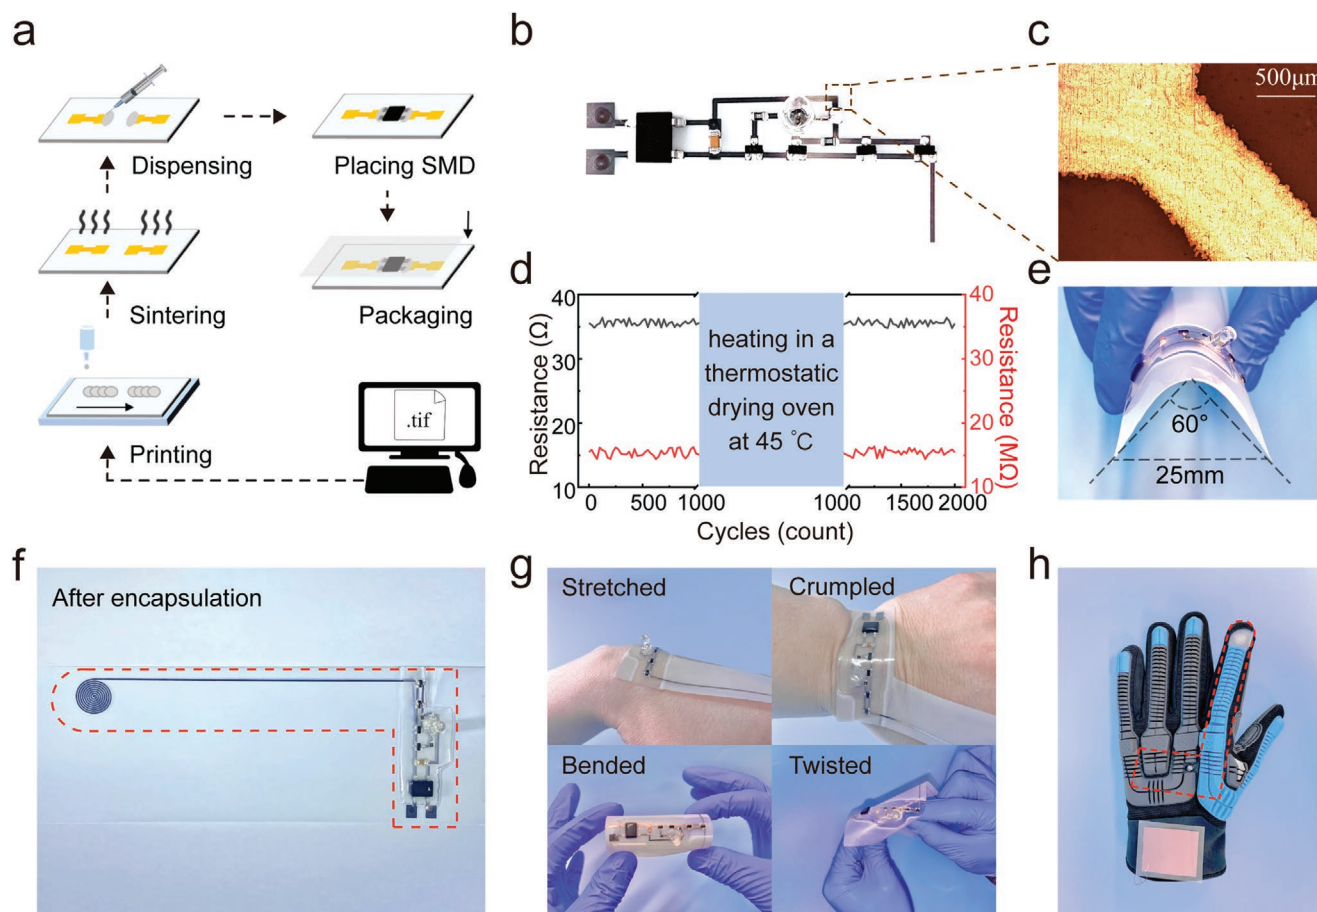 a
Dispensing
Placing SMD
Sintering
Packaging
.tif
Printing
b
c
500μm
d
40
30
20
10
Resistance (Ω)
heating in a
thermostatic
drying oven
at 45 ℃
40
30
20
10
Resistance (MΩ)
0
500
1000
1000
1500
2000
Cycles (count)
e
60°
25mm
f
After encapsulation
g
Stretched
Crumpled
Bended
Twisted
h